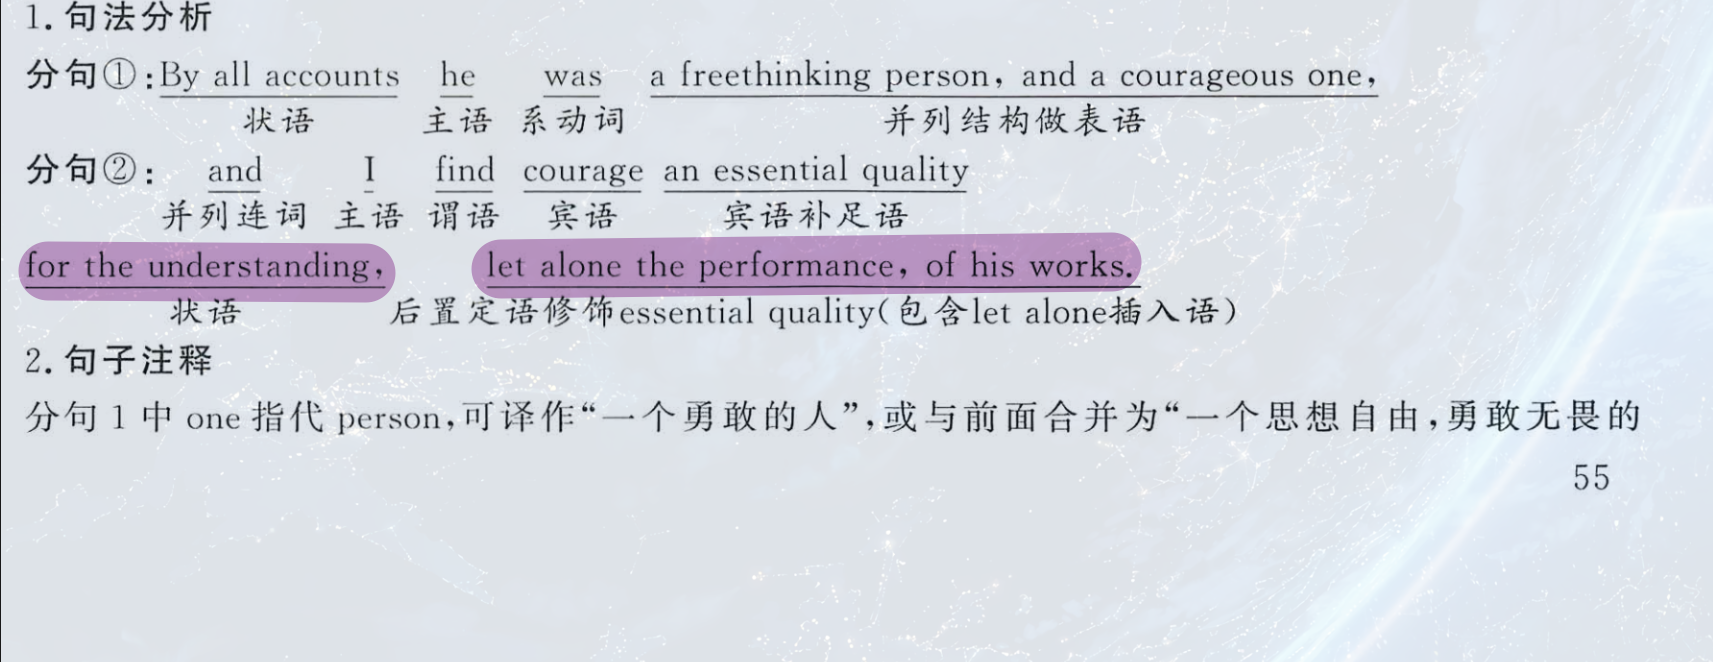 1. 句法分析
分句①:By all accounts he was a freethinking person, and a courageous one,
状语 主语 系动词 并列结构做表语
分句②: and I find courage an essential quality
并列连词 主语 谓语 宾语 宾语补足语
for the understanding, let alone the performance, of his works.
状语 后置定语修饰essential quality(包含let alone插入语)
2. 句子注释
分句 1 中 one 指代 person,可译作“一个勇敢的人”,或与前面合并为“一个思想自由,勇敢无畏的
55